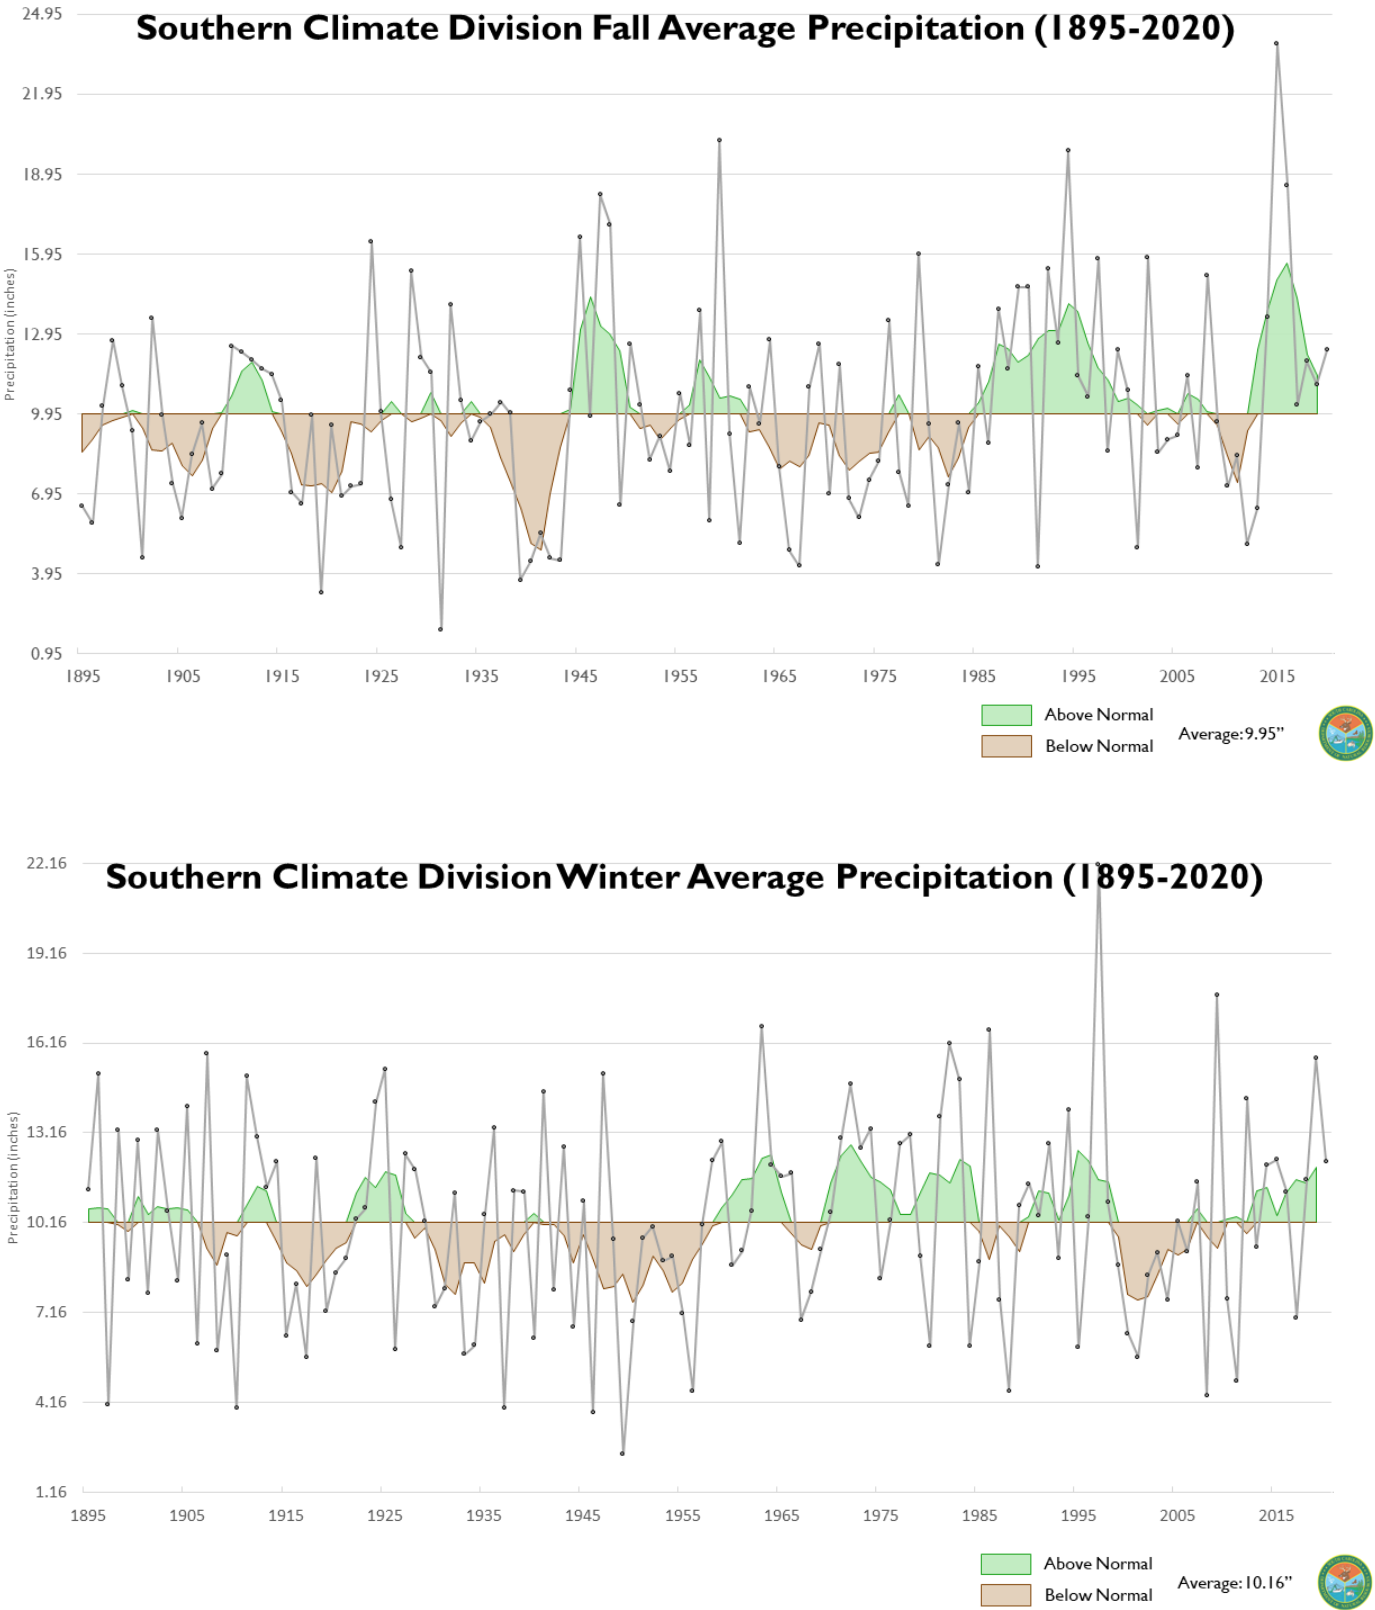 Southern Climate Division Fall Average Precipitation (1895-2020)
24.95
21.95
18.95
15.95
12.95
9.95
6.95
3.95
0.95
Precipitation (inches)
1895 1905 1915 1925 1935 1945 1955 1965 1975 1985 1995 2005 2015
Above Normal
Below Normal
Average:9.95”
Southern Climate Division Winter Average Precipitation (1895-2020)
22.16
19.16
16.16
13.16
10.16
7.16
4.16
1.16
Precipitation (inches)
1895 1905 1915 1925 1935 1945 1955 1965 1975 1985 1995 2005 2015
Above Normal
Below Normal
Average:10.16”